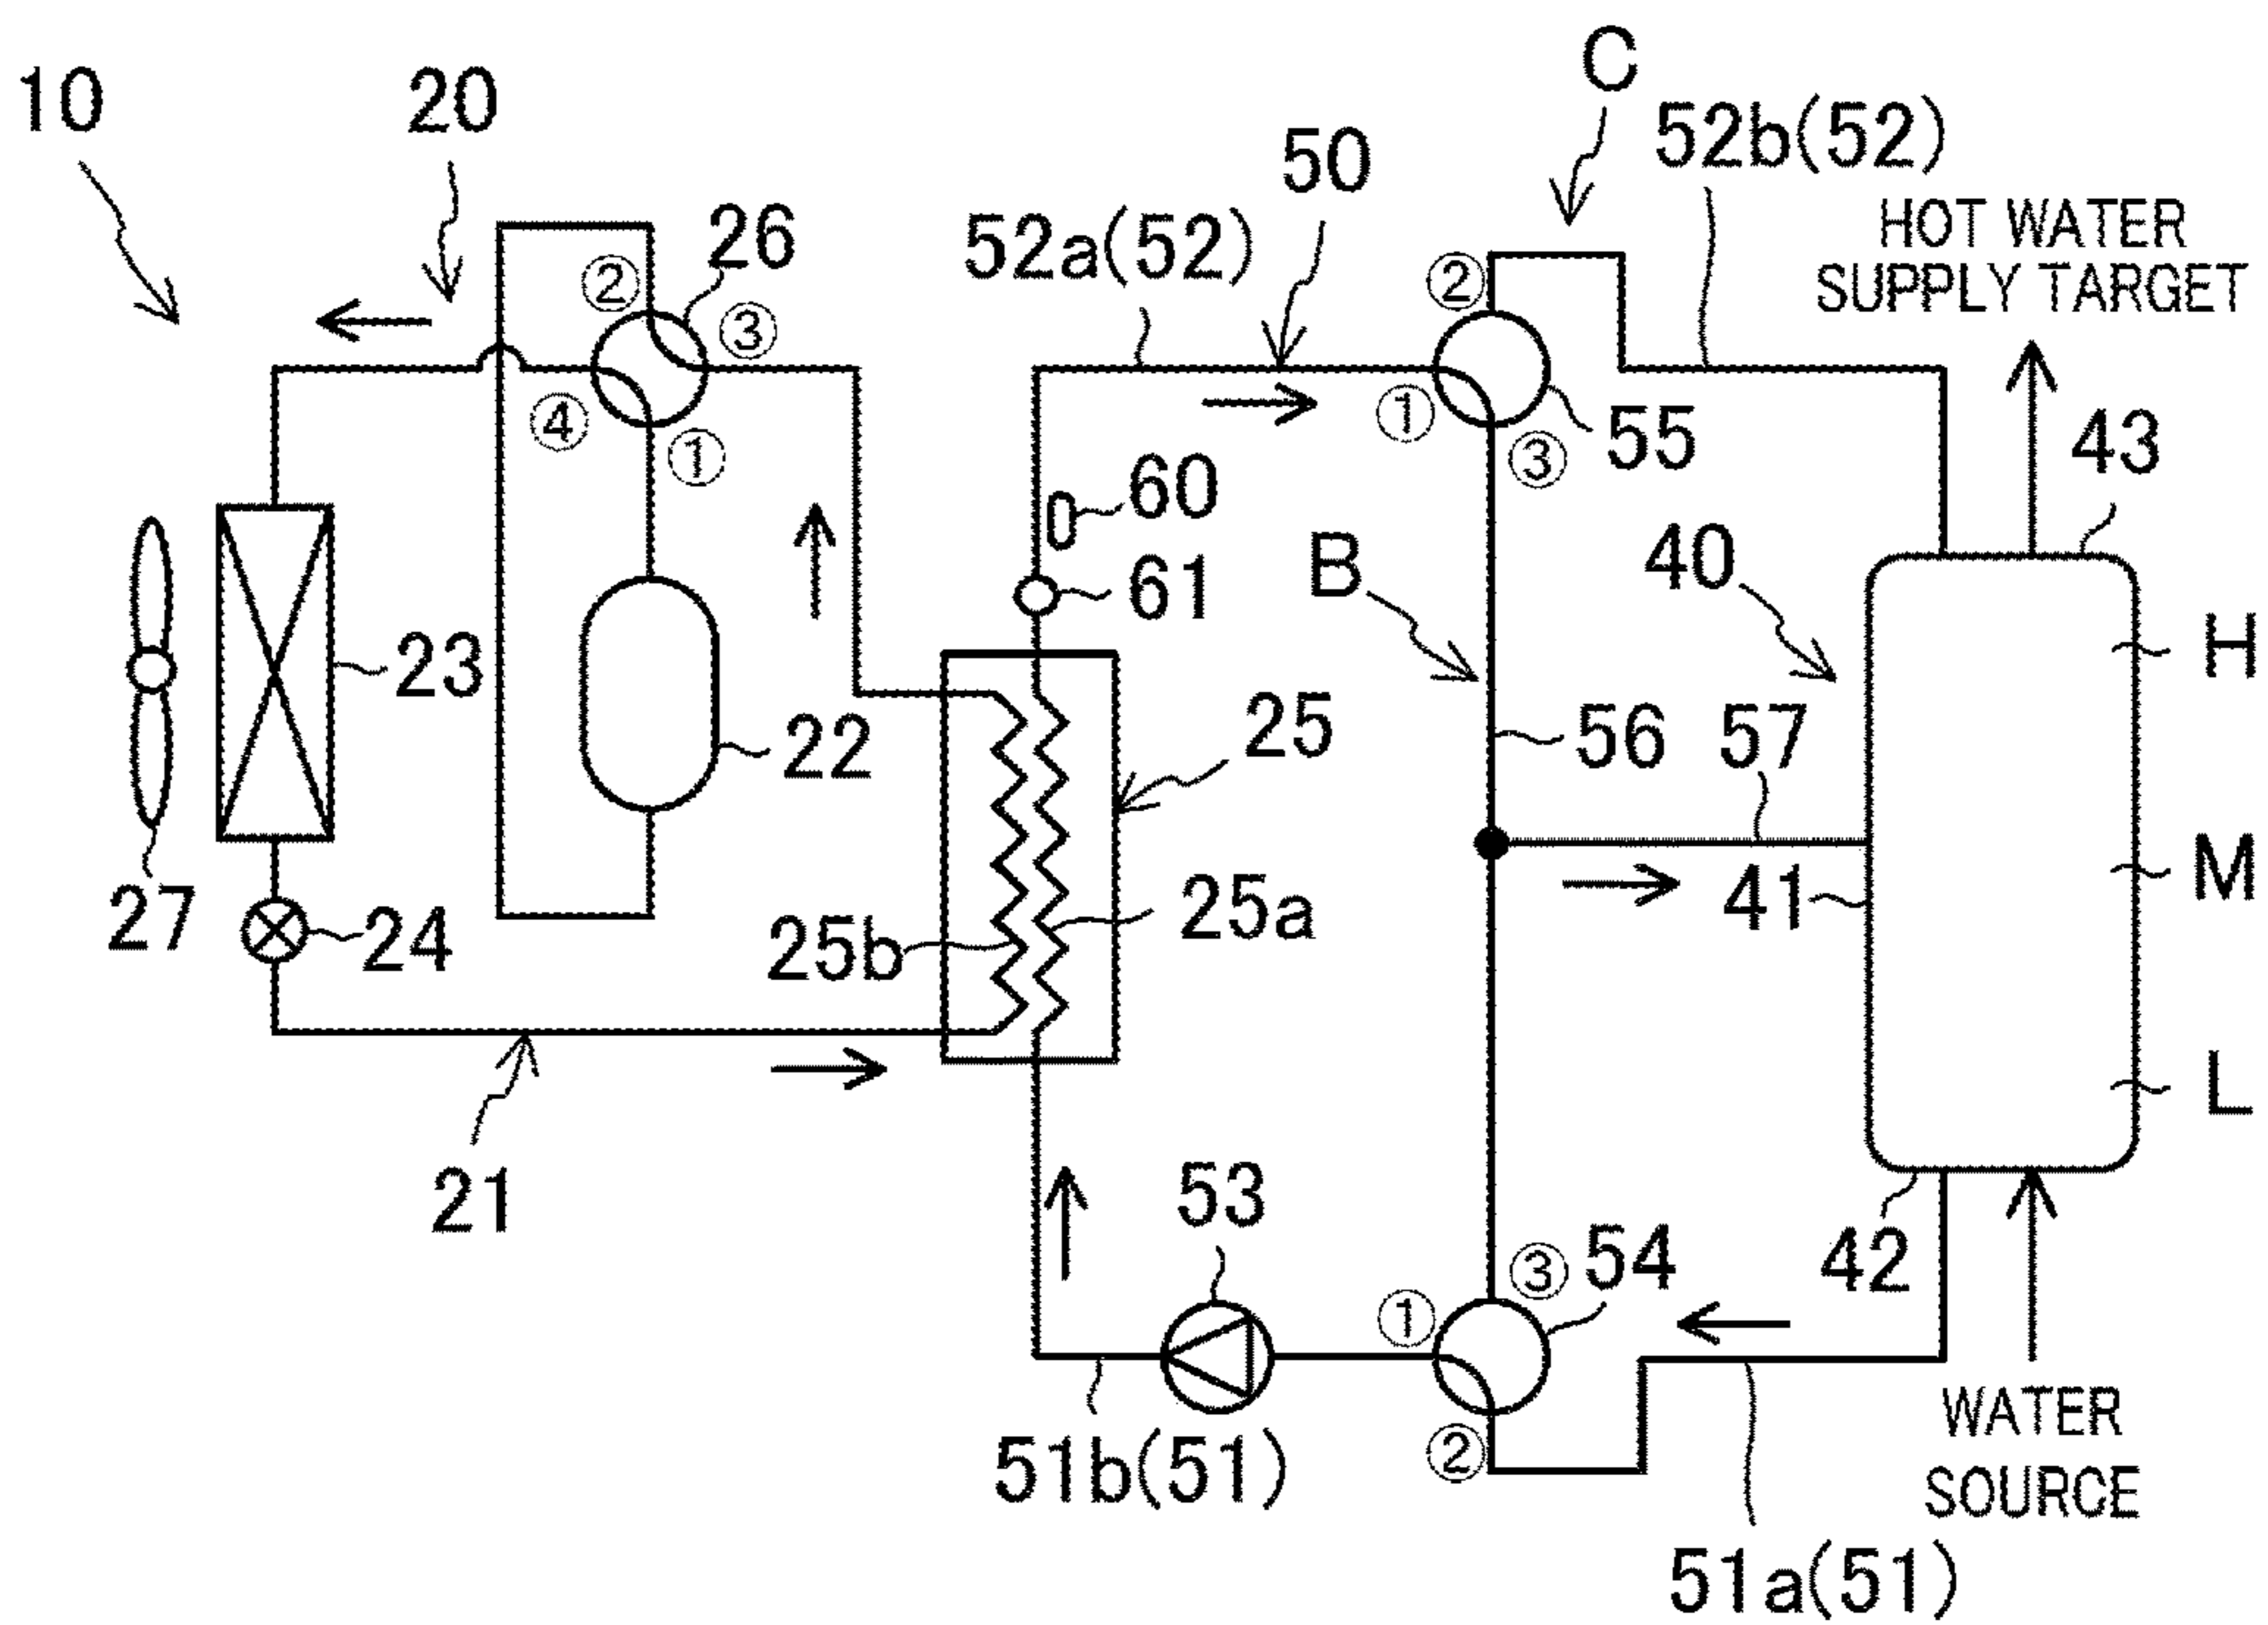 10
20
C
50
52b(52)
26
52a(52)
HOT WATER
SUPPLY TARGET
②
③
②
④
①
①
③
55
43
60
61
B
40
H
23
22
25
56
57
M
27
24
25b
25a
41
L
21
53
①
③
54
42
②
51b(51)
WATER
SOURCE
51a(51)